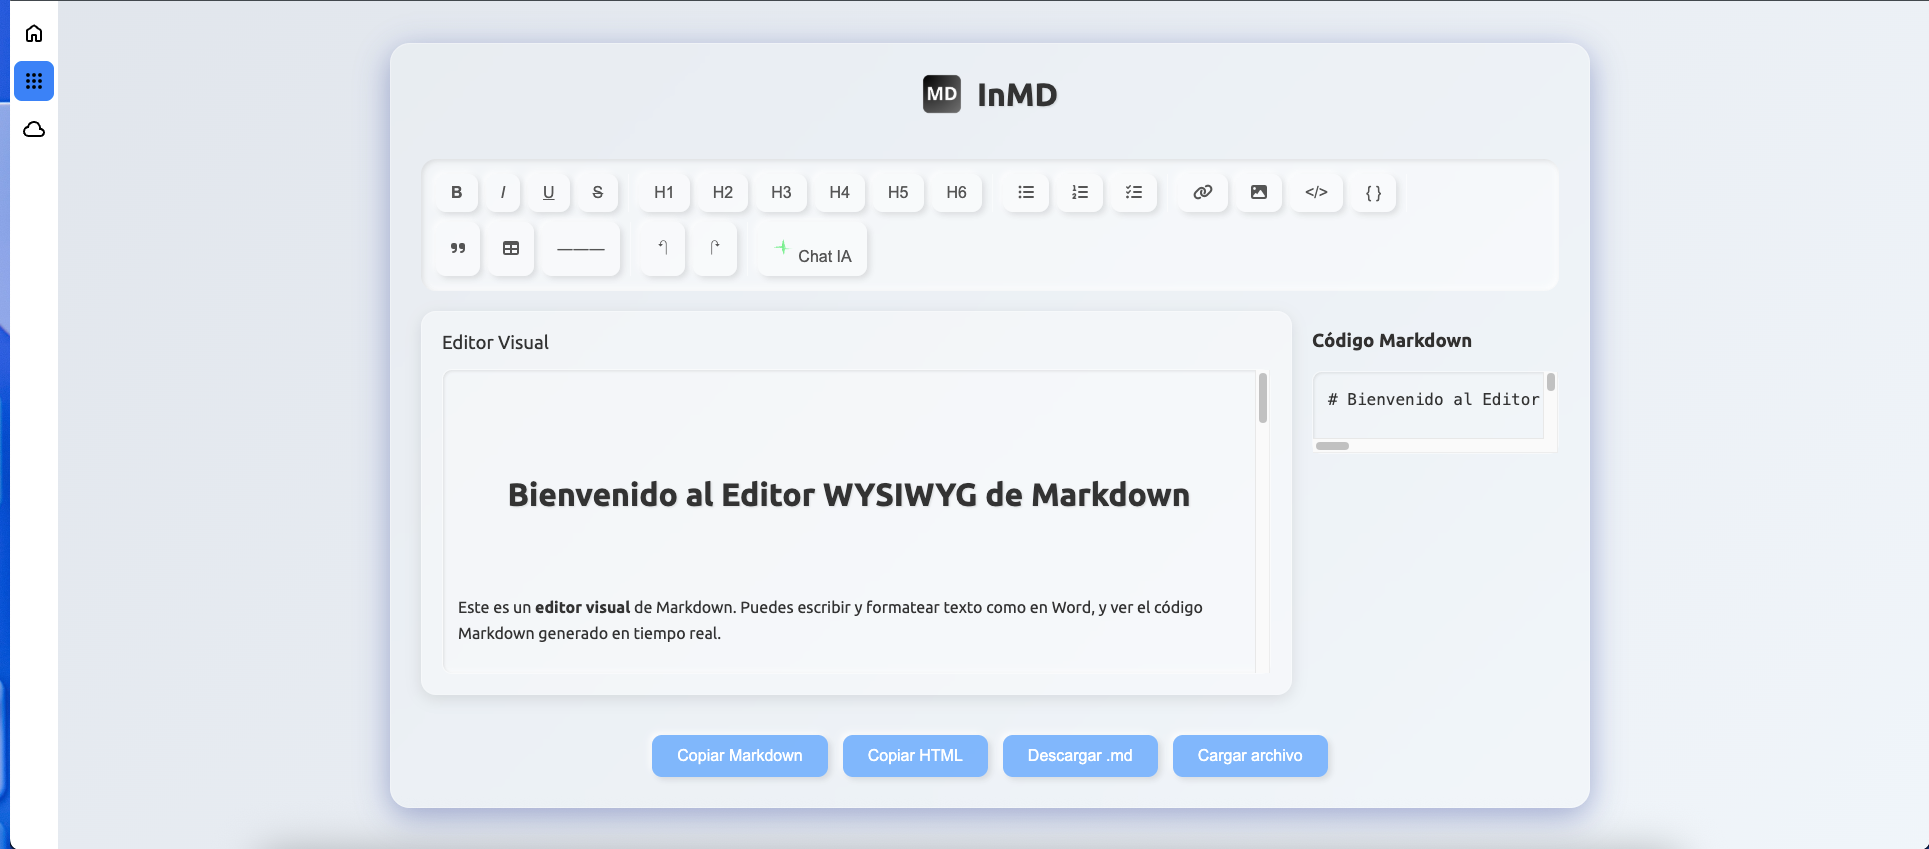 MD InMD
B I U S H1 H2 H3 H4 H5 H6 </> { }
——— Chat IA
Editor Visual
Bienvenido al Editor WYSIWYG de Markdown
Este es un editor visual de Markdown. Puedes escribir y formatear texto como en Word, y ver el código
Markdown generado en tiempo real.
Código Markdown
# Bienvenido al Editor
Copiar Markdown Copiar HTML Descargar .md Cargar archivo